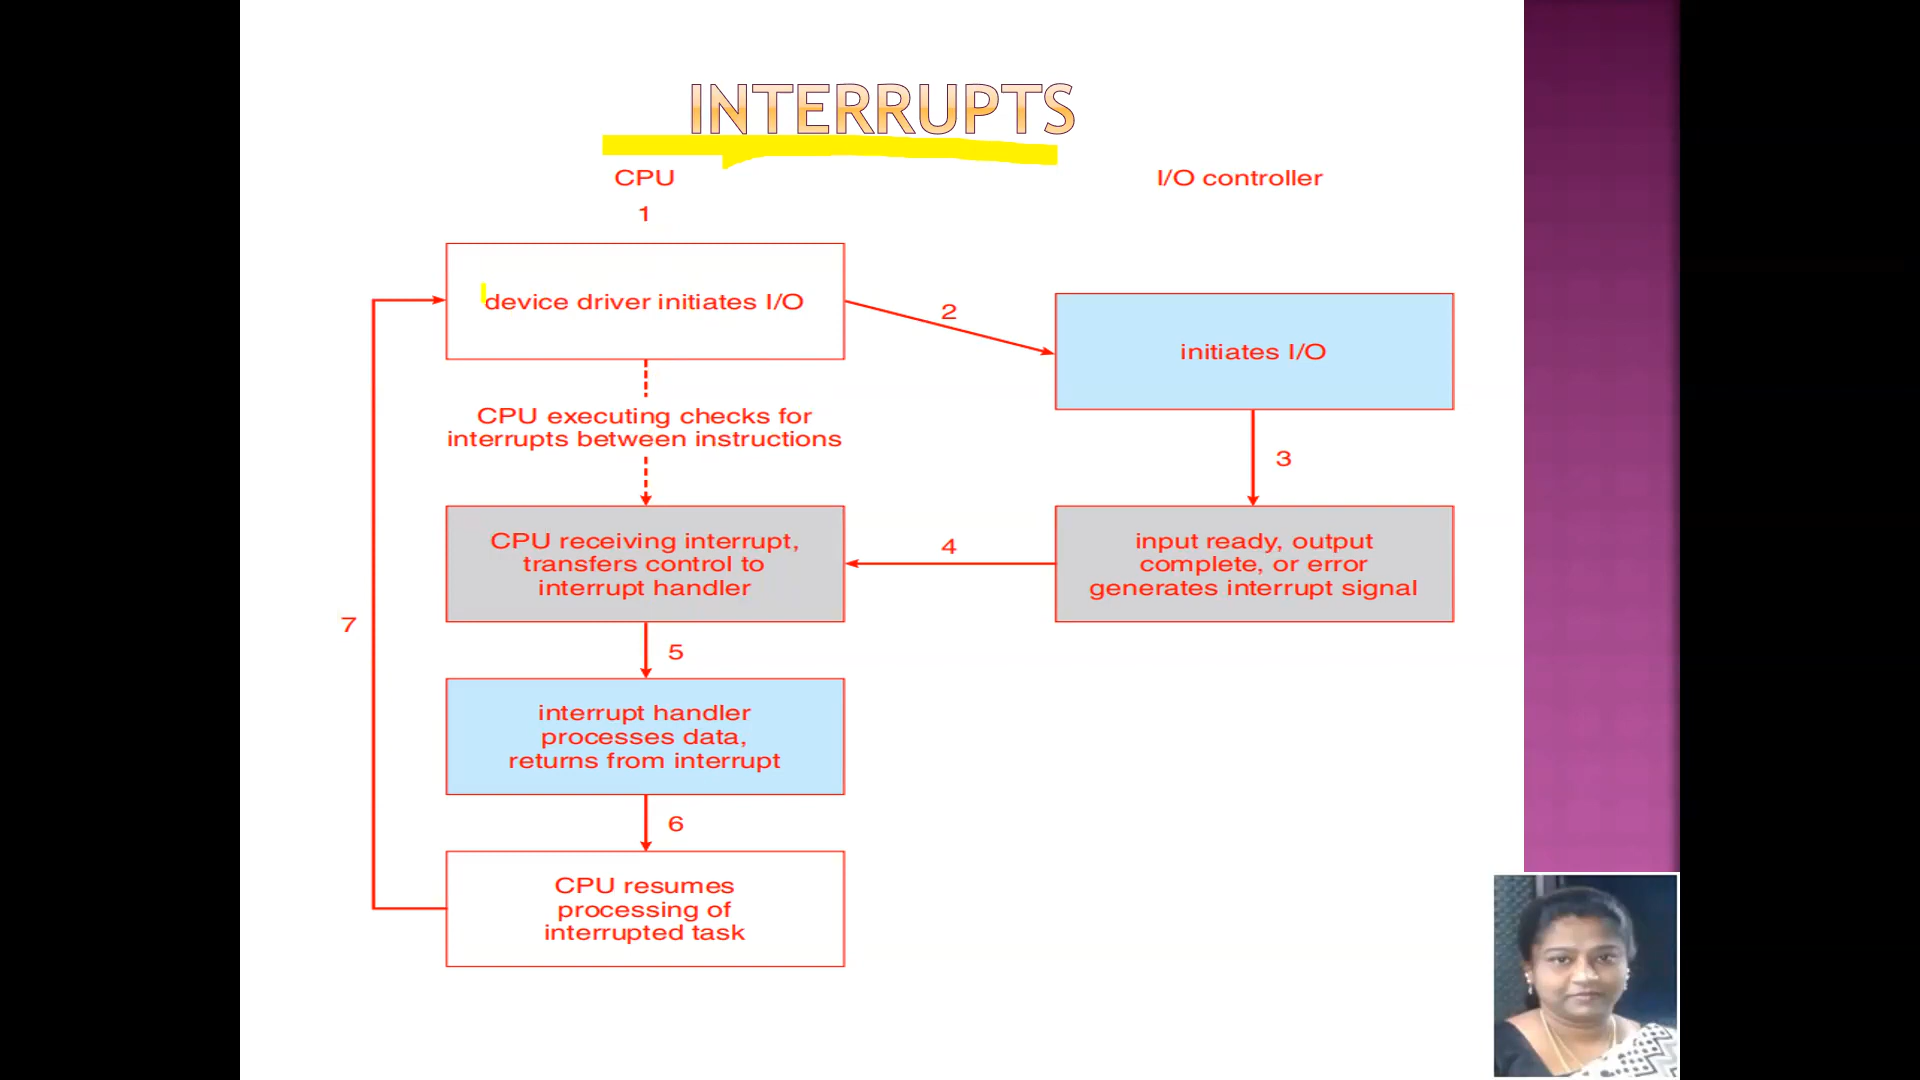 INTERRUPTS
CPU
I/O controller
1
device driver initiates I/O
2
initiates I/O
CPU executing checks for
interrupts between instructions
3
CPU receiving interrupt,
transfers control to
interrupt handler
4
input ready, output
complete, or error
generates interrupt signal
5
7
interrupt handler
processes data,
returns from interrupt
6
CPU resumes
processing of
interrupted task